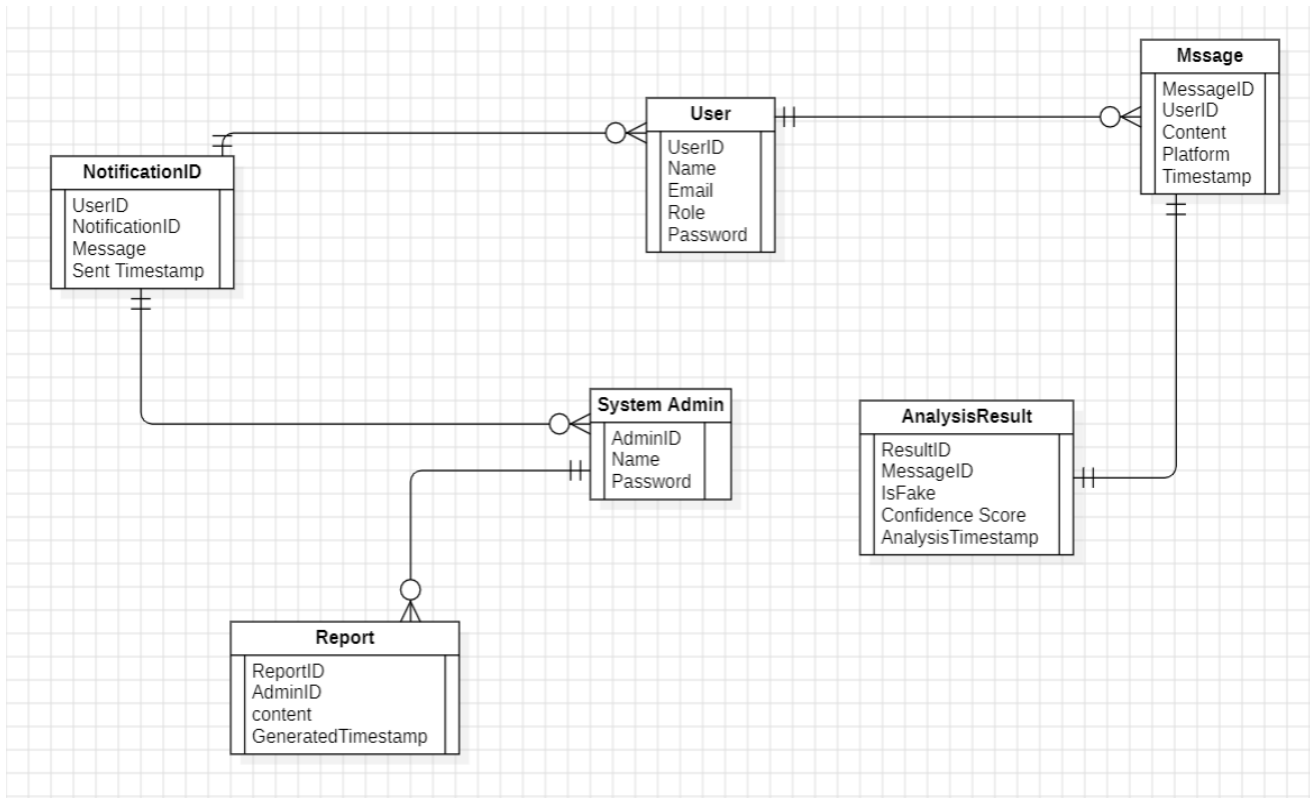 Mssage
MessageID
UserID
Content
Platform
Timestamp
User
UserID
Name
Email
Role
Password
NotificationID
UserID
NotificationID
Message
Sent Timestamp
System Admin
AdminID
Name
Password
AnalysisResult
ResultID
MessageID
IsFake
Confidence Score
AnalysisTimestamp
Report
ReportID
AdminID
content
GeneratedTimestamp